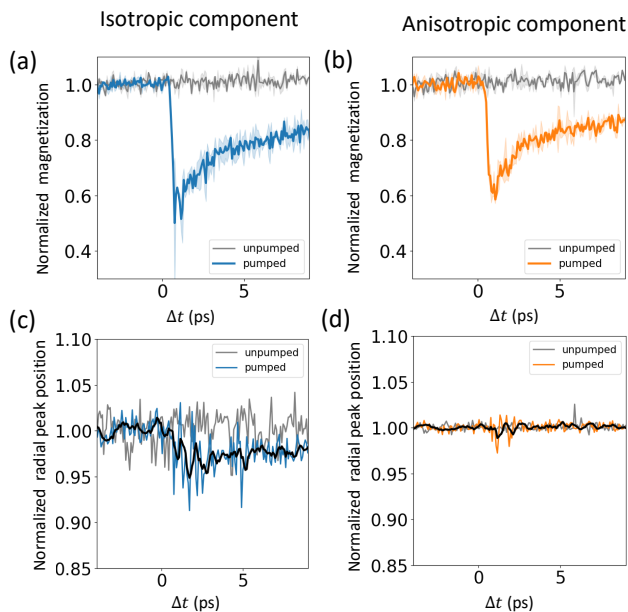 Isotropic component
Anisotropic component
(a)
Normalized magnetization
1.0
0.8
0.6
0.4
unpumped
pumped
0
5
Δt (ps)
(b)
Normalized magnetization
1.0
0.8
0.6
0.4
unpumped
pumped
0
5
Δt (ps)
(c)
Normalized radial peak position
1.10
1.05
1.00
0.95
0.90
0.85
unpumped
pumped
0
5
Δt (ps)
(d)
Normalized radial peak position
1.10
1.05
1.00
0.95
0.90
0.85
unpumped
pumped
0
5
Δt (ps)